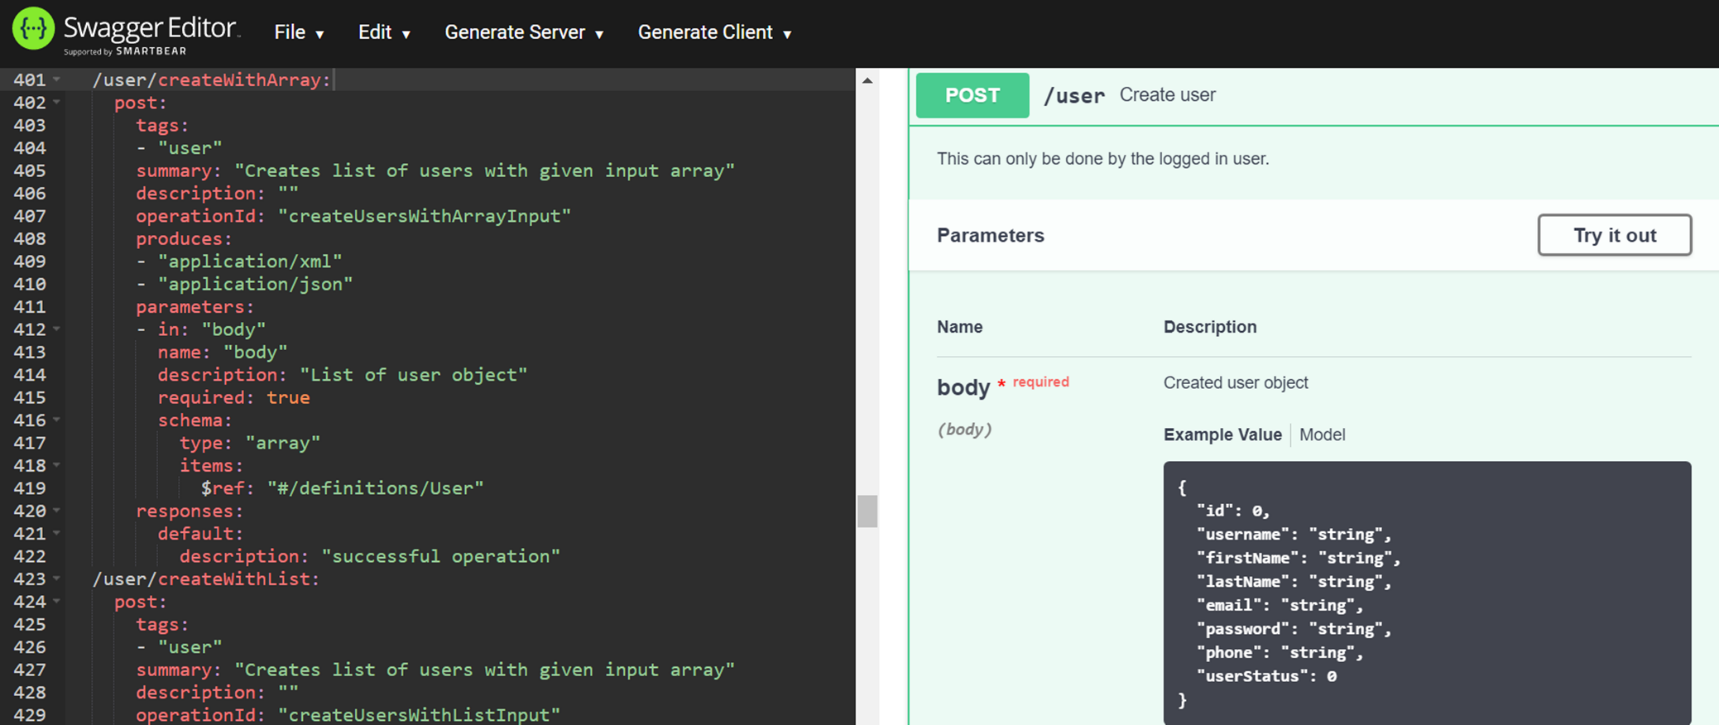 Swagger Editor
Supported by SMARTBEAR
File ▾ Edit ▾ Generate Server ▾ Generate Client ▾
401 /user/createWithArray:
402 post:
403 tags:
404 - "user"
405 summary: "Creates list of users with given input array"
406 description: ""
407 operationId: "createUsersWithArrayInput"
408 produces:
409 - "application/xml"
410 - "application/json"
411 parameters:
412 - in: "body"
413 name: "body"
414 description: "List of user object"
415 required: true
416 schema:
417 type: "array"
418 items:
419 $ref: "#/definitions/User"
420 responses:
421 default:
422 description: "successful operation"
423 /user/createWithList:
424 post:
425 tags:
426 - "user"
427 summary: "Creates list of users with given input array"
428 description: ""
429 operationId: "createUsersWithListInput"
POST /user Create user
This can only be done by the logged in user.
Parameters Try it out
Name Description
body * required Created user object
(body)
Example Value Model
{
"id": 0,
"username": "string",
"firstName": "string",
"lastName": "string",
"email": "string",
"password": "string",
"phone": "string",
"userStatus": 0
}